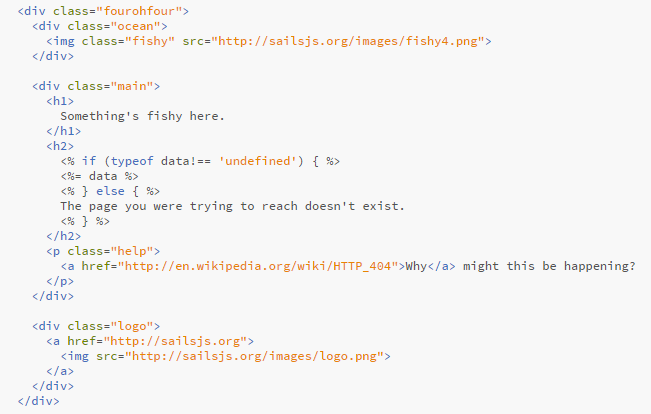 <div class="fourohfour">
  <div class="ocean">
    <img class="fishy" src="http://sailsjs.org/images/fishy4.png">
  </div>

  <div class="main">
    <h1>
      Something's fishy here.
    </h1>
    <h2>
      <% if (typeof data!== 'undefined') { %>
      <%= data %>
      <% } else { %>
      The page you were trying to reach doesn't exist.
      <% } %>
    </h2>
    <p class="help">
      <a href="http://en.wikipedia.org/wiki/HTTP_404">Why</a> might this be happening?
    </p>
  </div>

  <div class="logo">
    <a href="http://sailsjs.org">
      <img src="http://sailsjs.org/images/logo.png">
    </a>
  </div>
</div>